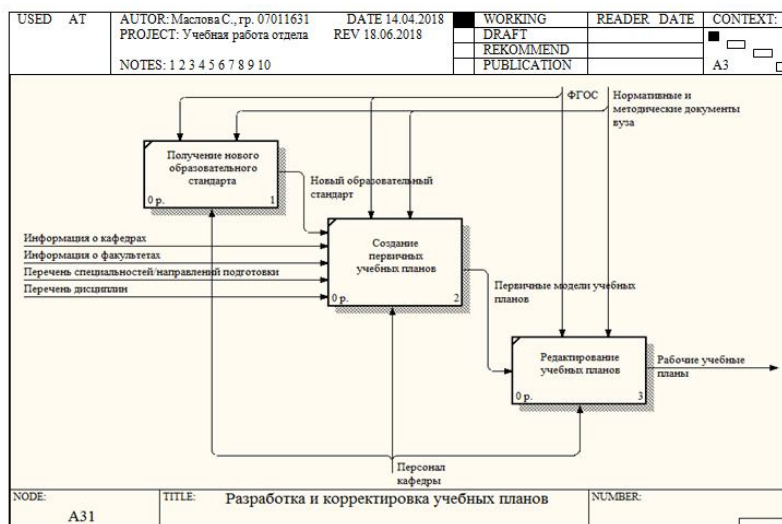 USED AT
AUTOR: Маслова С., гр. 07011631
DATE 14.04.2018
PROJECT: Учебная работа отдела
REV 18.06.2018
NOTES: 1 2 3 4 5 6 7 8 9 10
WORKING
DRAFT
REKOMMEND
PUBLICATION
READER DATE
CONTEXT:
A3
ФГОС
Нормативные и
методические документы
вуза
Получение нового
образовательного
стандарта
0 р. 1
Новый образовательный
стандарт
Информация о кафедрах
Информация о факультетах
Перечень специальностей/направлений подготовки
Перечень дисциплин
Создание
первичных
учебных планов
0 р. 2
Первичные модели учебных
планов
Редактирование
учебных планов
0 р. 3
Рабочие учебные
планы
Персонал
кафедры
NODE:
A31
TITLE: Разработка и корректировка учебных планов
NUMBER: